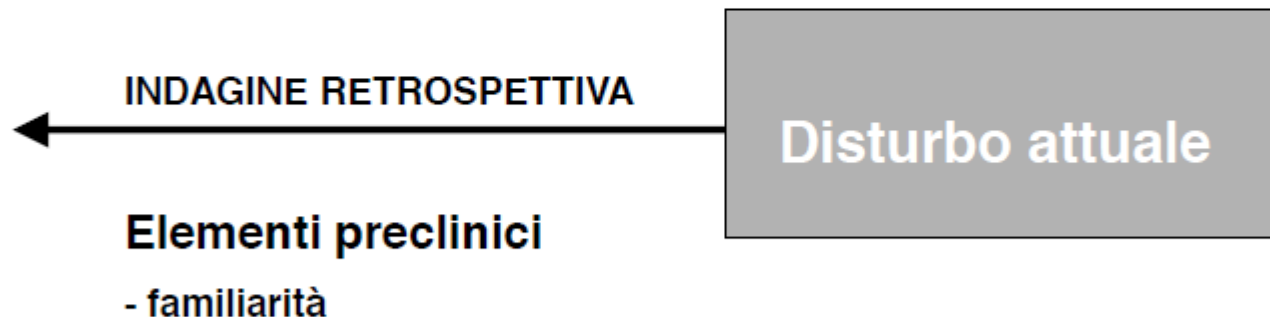 INDAGINE RETROSPETTIVA
Disturbo attuale
Elementi preclinici
- familiarità